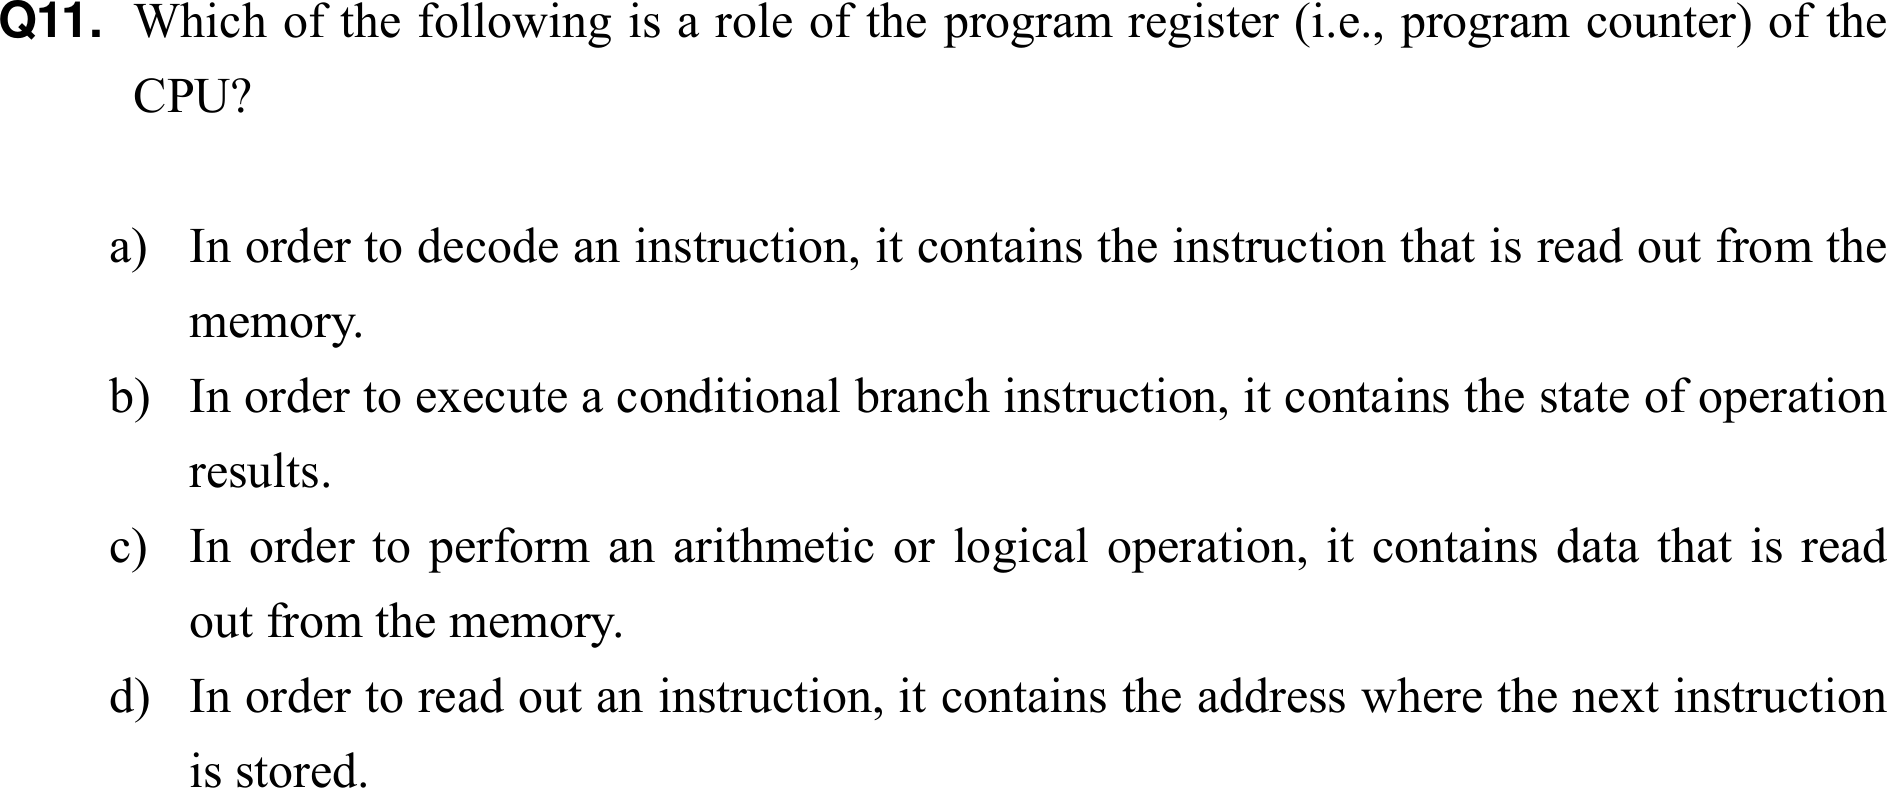 Q11. Which of the following is a role of the program register (i.e., program counter) of the
CPU?
a) In order to decode an instruction, it contains the instruction that is read out from the
memory.
b) In order to execute a conditional branch instruction, it contains the state of operation
results.
c) In order to perform an arithmetic or logical operation, it contains data that is read
out from the memory.
d) In order to read out an instruction, it contains the address where the next instruction
is stored.